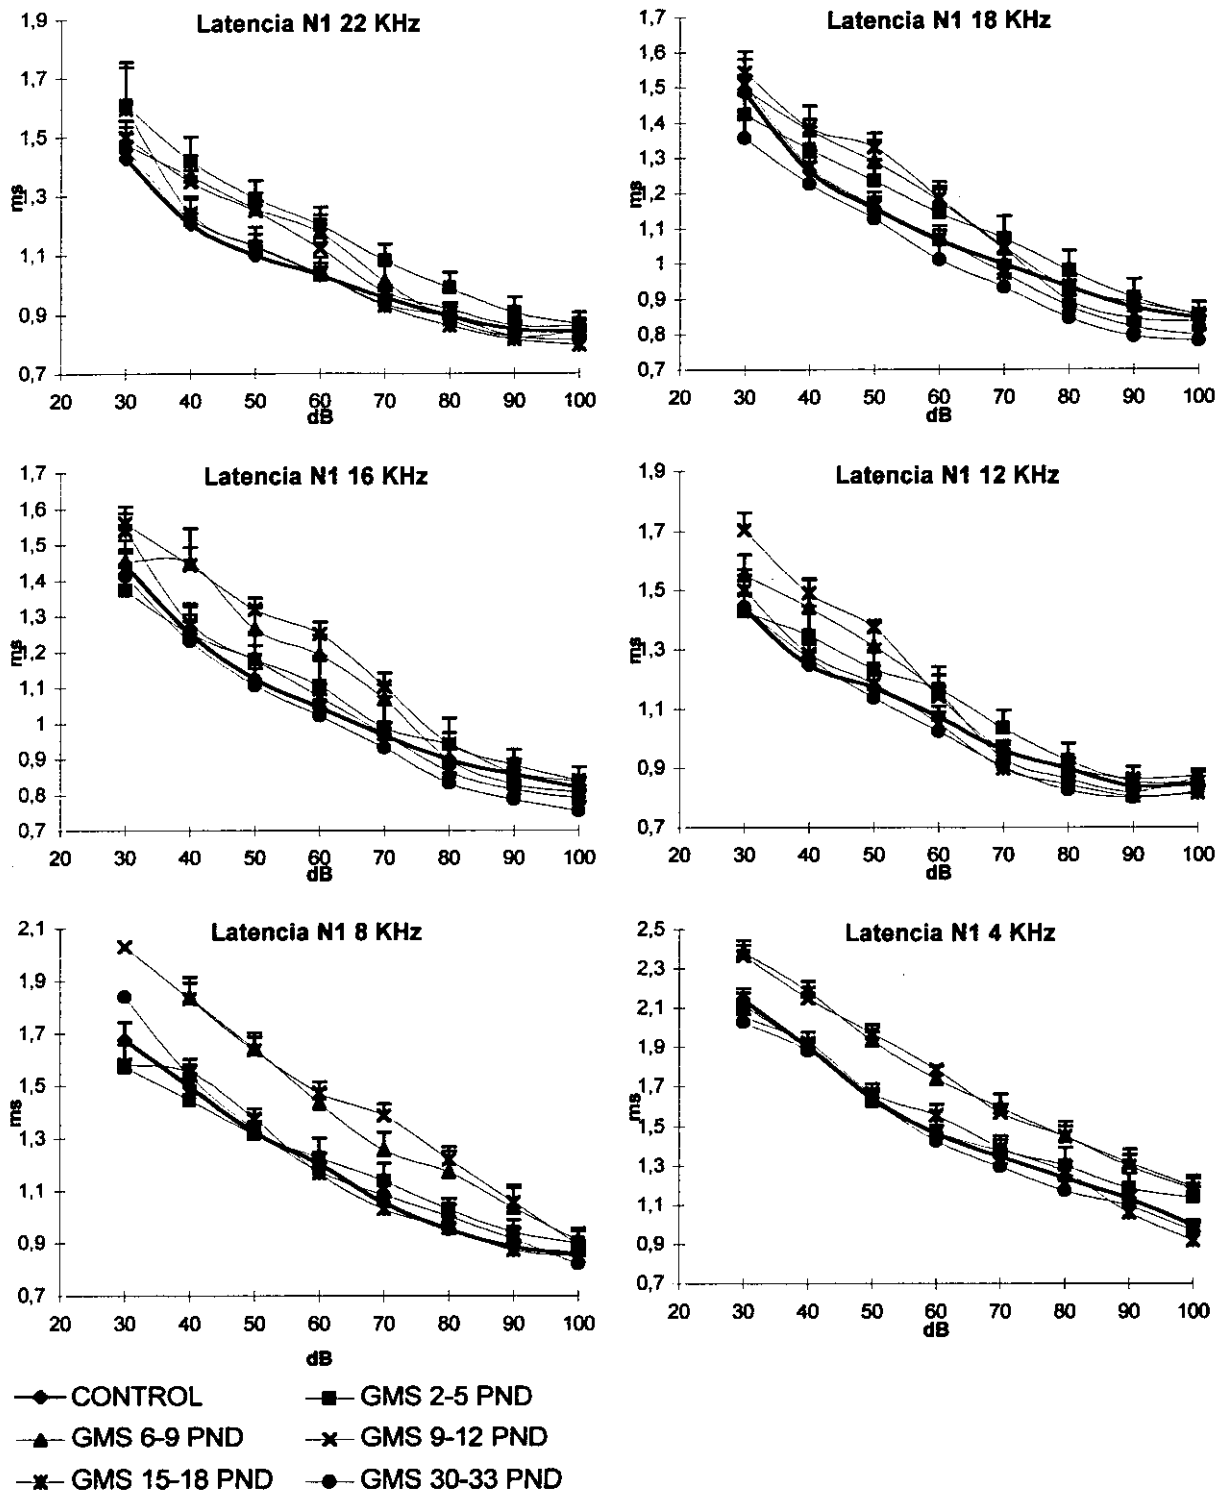 Latencia N1 22 KHz
1,9
1,7
1,5
1,3
1,1
0,9
0,7
ms
20 30 40 50 60 70 80 90 100
dB
Latencia N1 18 KHz
1,7
1,6
1,5
1,4
1,3
1,2
1,1
1
0,9
0,8
0,7
ms
20 30 40 50 60 70 80 90 100
dB
Latencia N1 16 KHz
1,7
1,6
1,5
1,4
1,3
1,2
1,1
1
0,9
0,8
0,7
ms
20 30 40 50 60 70 80 90 100
dB
Latencia N1 12 KHz
1,9
1,7
1,5
1,3
1,1
0,9
0,7
ms
20 30 40 50 60 70 80 90 100
dB
Latencia N1 8 KHz
2,1
1,9
1,7
1,5
1,3
1,1
0,9
0,7
ms
20 30 40 50 60 70 80 90 100
dB
Latencia N1 4 KHz
2,5
2,3
2,1
1,9
1,7
1,5
1,3
1,1
0,9
0,7
ms
20 30 40 50 60 70 80 90 100
dB
CONTROL
GMS 2-5 PND
GMS 6-9 PND
GMS 9-12 PND
GMS 15-18 PND
GMS 30-33 PND